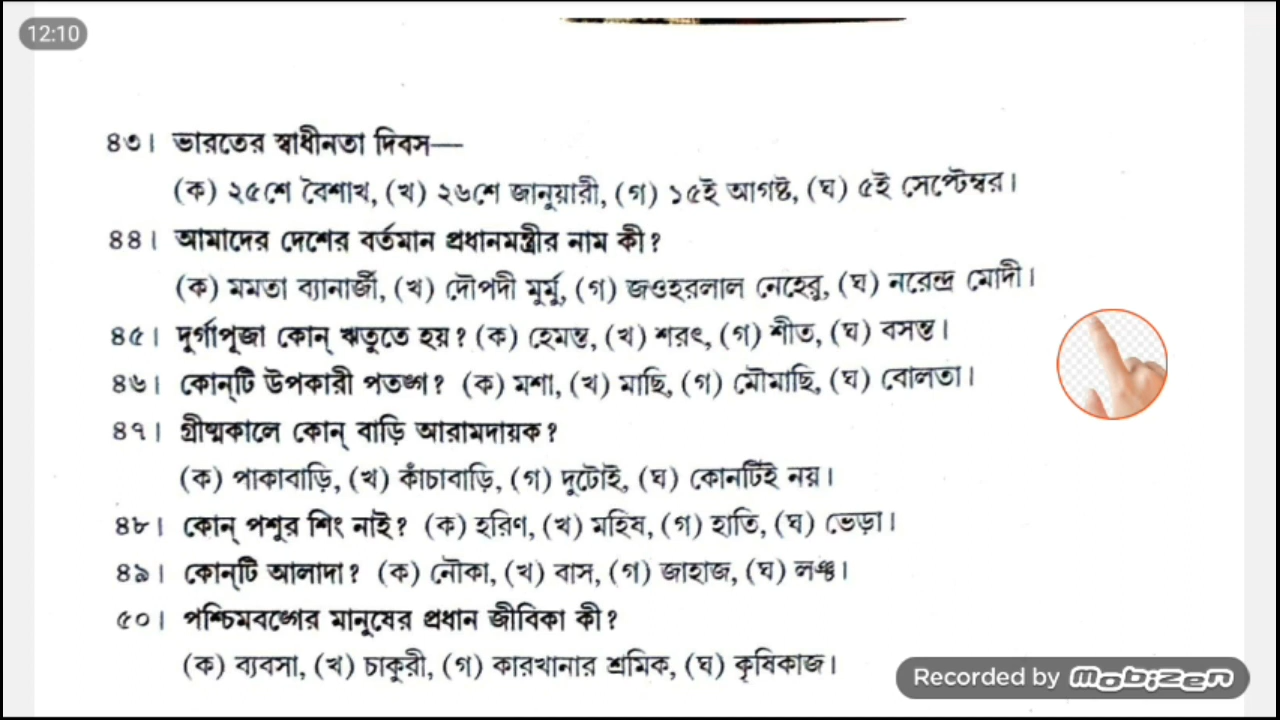 12:10
৪৩। ভারতের স্বাধীনতা দিবস—
(ক) ২৫শে বৈশাখ, (খ) ২৬শে জানুয়ারী, (গ) ১৫ই আগষ্ট, (ঘ) ৫ই সেপ্টেম্বর।
৪৪। আমাদের দেশের বর্তমান প্রধানমন্ত্রীর নাম কী?
(ক) মমতা ব্যানার্জী, (খ) দৌপদী মুর্মু, (গ) জওহরলাল নেহেরু, (ঘ) নরেন্দ্র মোদী।
৪৫। দুর্গাপূজা কোন্ ঋতুতে হয়? (ক) হেমন্ত, (খ) শরৎ, (গ) শীত, (ঘ) বসন্ত।
৪৬। কোন্‌টি উপকারী পতঙ্গ? (ক) মশা, (খ) মাছি, (গ) মৌমাছি, (ঘ) বোলতা।
৪৭। গ্রীষ্মকালে কোন্ বাড়ি আরামদায়ক?
(ক) পাকাবাড়ি, (খ) কাঁচাবাড়ি, (গ) দুটোই, (ঘ) কোনটিই নয়।
৪৮। কোন্ পশুর শিং নাই? (ক) হরিণ, (খ) মহিষ, (গ) হাতি, (ঘ) ভেড়া।
৪৯। কোন্‌টি আলাদা? (ক) নৌকা, (খ) বাস, (গ) জাহাজ, (ঘ) লঞ্চ।
৫০। পশ্চিমবঙ্গের মানুষের প্রধান জীবিকা কী?
(ক) ব্যবসা, (খ) চাকুরী, (গ) কারখানার শ্রমিক, (ঘ) কৃষিকাজ।
Recorded by Mobizen